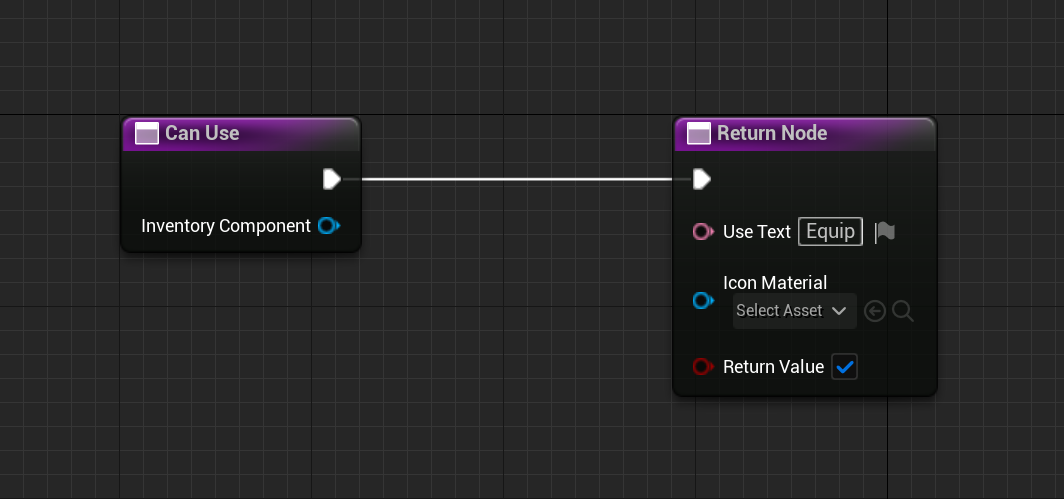 Can Use
Inventory Component
Return Node
Use Text Equip
Icon Material
Select Asset
Return Value